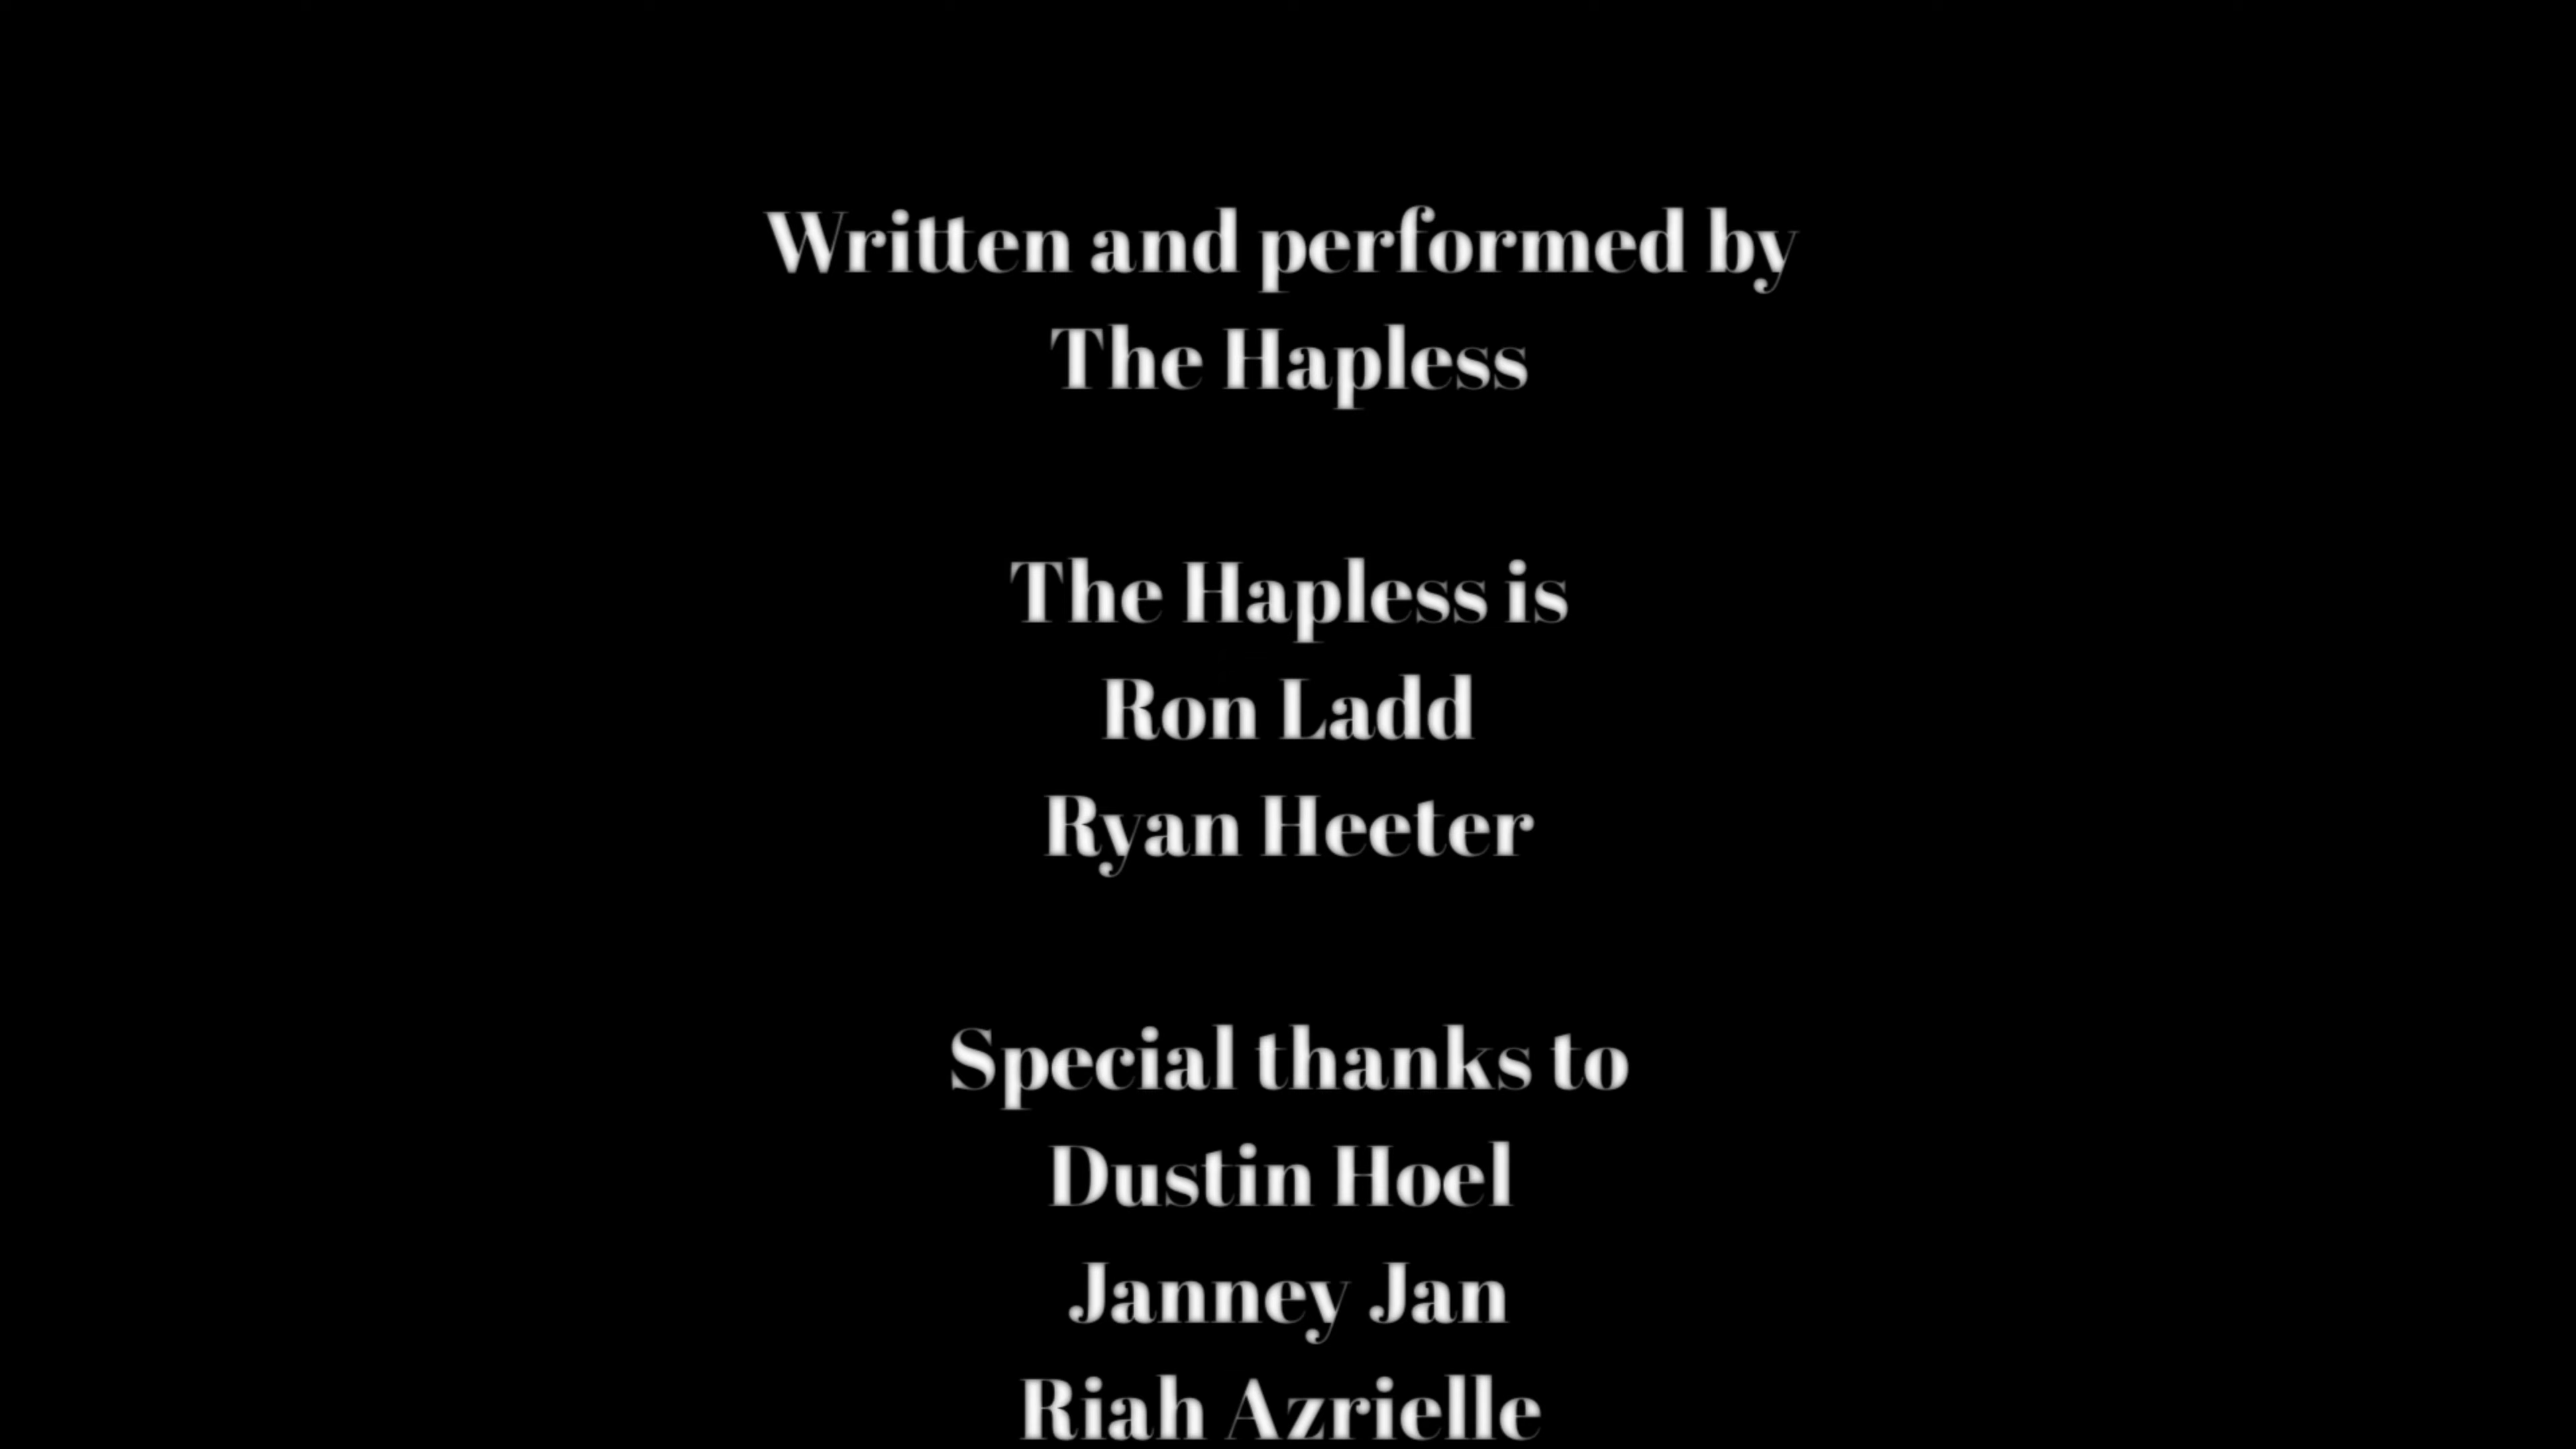 Written and performed by
The Hapless
The Hapless is
Ron Ladd
Ryan Heeter
Special thanks to
Dustin Hoel
Janney Jan
Riah Azrielle